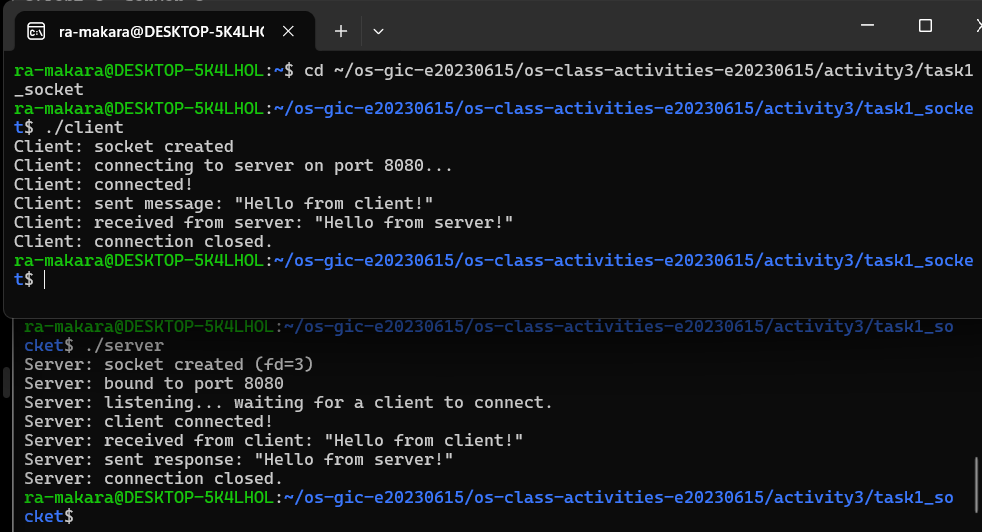 ra-makara@DESKTOP-5K4LH
ra-makara@DESKTOP-5K4LHOL:~$ cd ~/os-gic-e20230615/os-class-activities-e20230615/activity3/task1
_socket
ra-makara@DESKTOP-5K4LHOL:~/os-gic-e20230615/os-class-activities-e20230615/activity3/task1_socke
t$ ./client
Client: socket created
Client: connecting to server on port 8080...
Client: connected!
Client: sent message: "Hello from client!"
Client: received from server: "Hello from server!"
Client: connection closed.
ra-makara@DESKTOP-5K4LHOL:~/os-gic-e20230615/os-class-activities-e20230615/activity3/task1_socke
t$
ra-makara@DESKTOP-5K4LHOL:~/os-gic-e20230615/os-class-activities-e20230615/activity3/task1_so
cket$ ./server
Server: socket created (fd=3)
Server: bound to port 8080
Server: listening... waiting for a client to connect.
Server: client connected!
Server: received from client: "Hello from client!"
Server: sent response: "Hello from server!"
Server: connection closed.
ra-makara@DESKTOP-5K4LHOL:~/os-gic-e20230615/os-class-activities-e20230615/activity3/task1_so
cket$